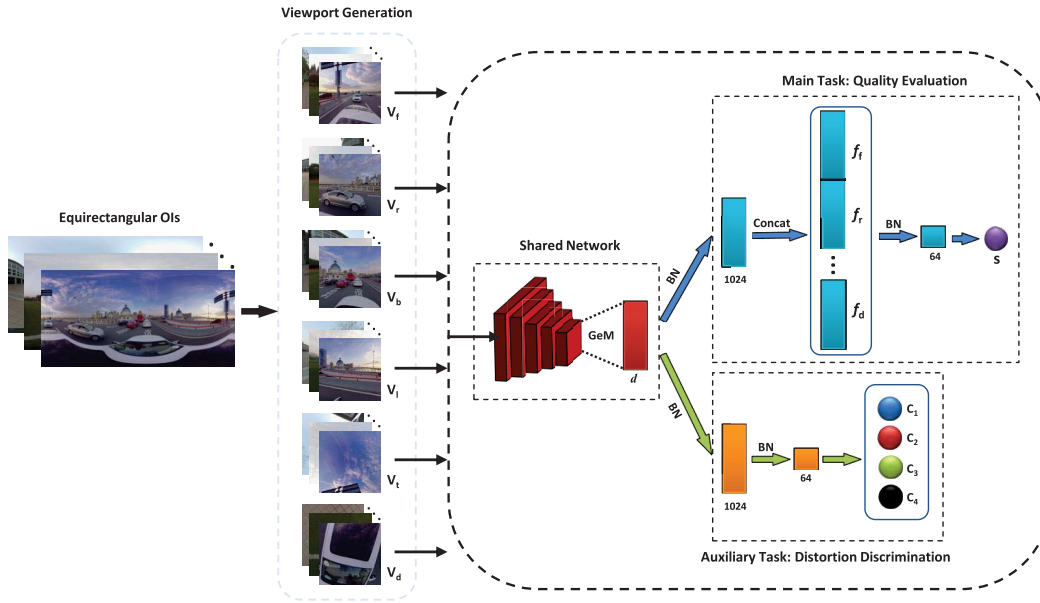 Viewport Generation
Equirectangular OIs
V_f
V_r
V_b
V_l
V_t
V_d
Shared Network
GeM
d
BN
BN
Main Task: Quality Evaluation
1024
Concat
f_f
f_r
f_d
BN
64
S
1024
BN
64
C_1
C_2
C_3
C_4
Auxiliary Task: Distortion Discrimination